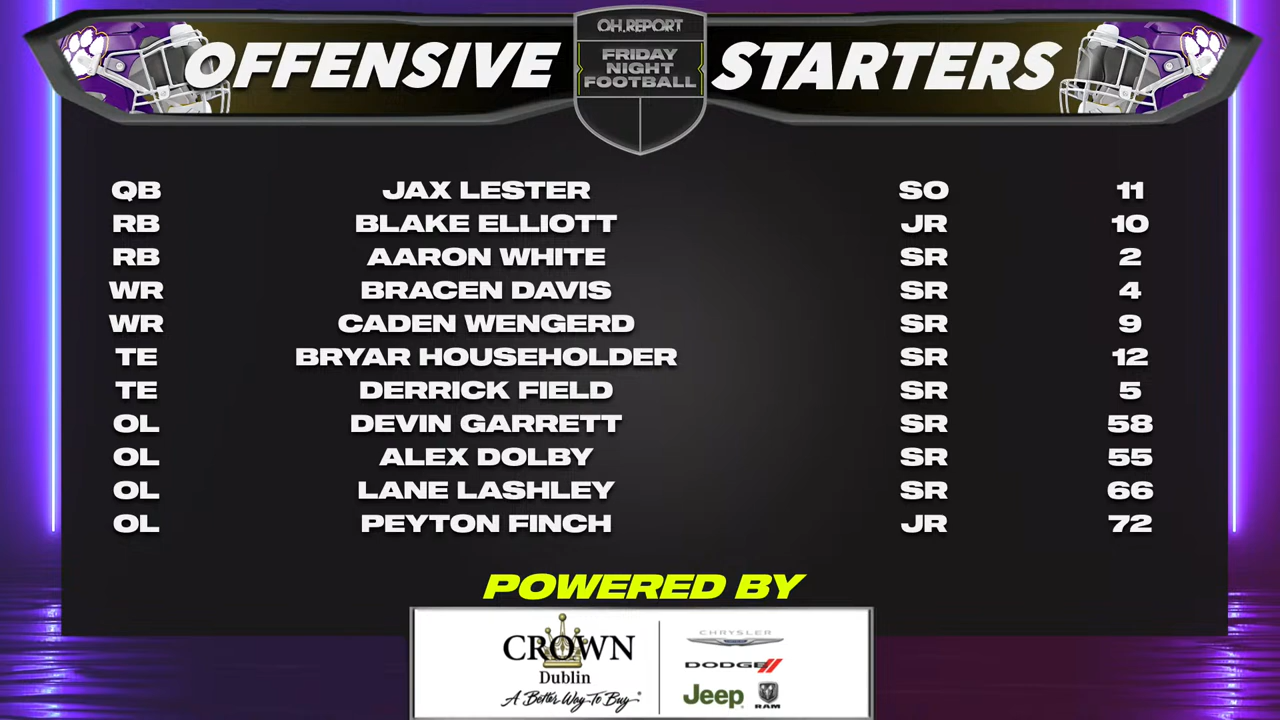 OH.REPORT
OFFENSIVE
FRIDAY
NIGHT
FOOTBALL
STARTERS
QB JAX LESTER SO 11
RB BLAKE ELLIOTT JR 10
RB AARON WHITE SR 2
WR BRACEN DAVIS SR 4
WR CADEN WENGERD SR 9
TE BRYAR HOUSEHOLDER SR 12
TE DERRICK FIELD SR 5
OL DEVIN GARRETT SR 58
OL ALEX DOLBY SR 55
OL LANE LASHLEY SR 66
OL PEYTON FINCH JR 72
POWERED BY
CROWN
Dublin
A Better Way To Buy®
CHRYSLER
DODGE
Jeep
RAM